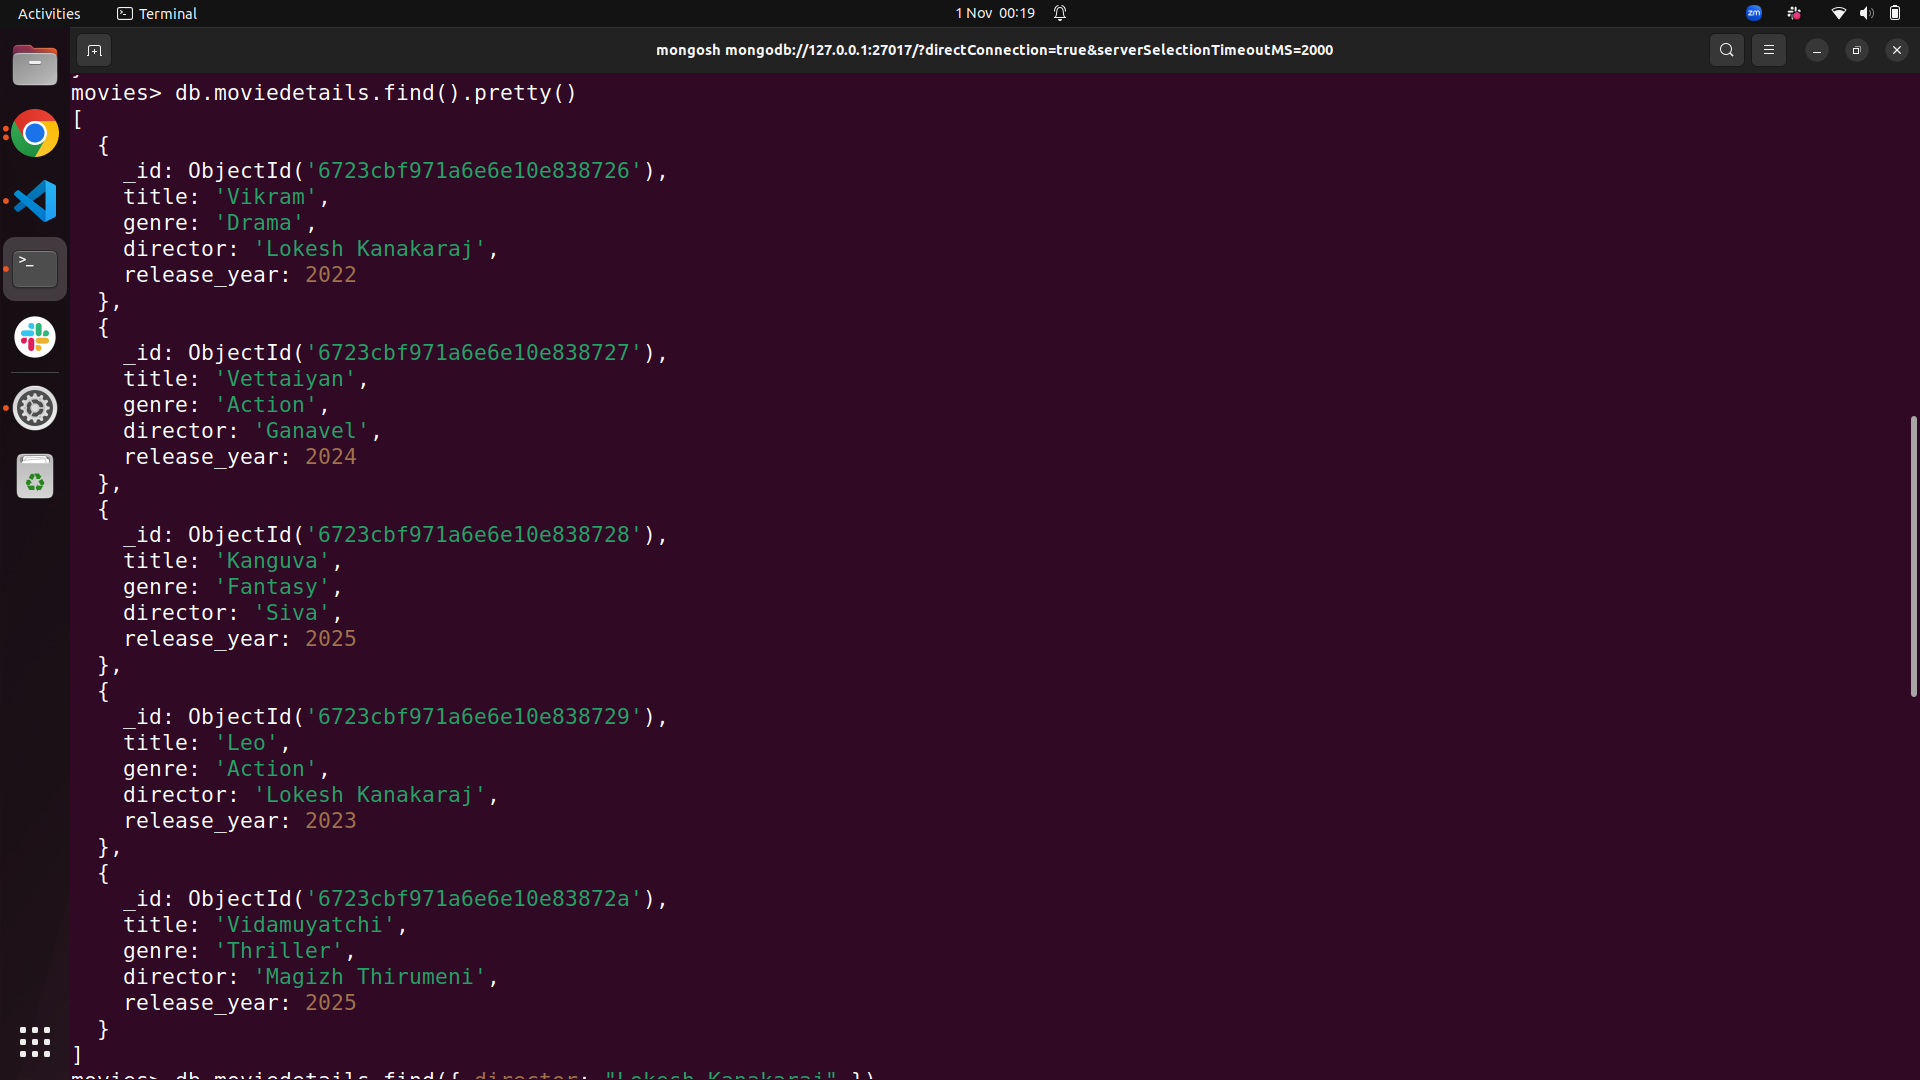 Activities
Terminal
1 Nov 00:19
zm
mongosh mongodb://127.0.0.1:27017/?directConnection=true&serverSelectionTimeoutMS=2000
movies> db.moviedetails.find().pretty()
[
  {
    _id: ObjectId('6723cbf971a6e6e10e838726'),
    title: 'Vikram',
    genre: 'Drama',
    director: 'Lokesh Kanakaraj',
    release_year: 2022
  },
  {
    _id: ObjectId('6723cbf971a6e6e10e838727'),
    title: 'Vettaiyan',
    genre: 'Action',
    director: 'Ganavel',
    release_year: 2024
  },
  {
    _id: ObjectId('6723cbf971a6e6e10e838728'),
    title: 'Kanguva',
    genre: 'Fantasy',
    director: 'Siva',
    release_year: 2025
  },
  {
    _id: ObjectId('6723cbf971a6e6e10e838729'),
    title: 'Leo',
    genre: 'Action',
    director: 'Lokesh Kanakaraj',
    release_year: 2023
  },
  {
    _id: ObjectId('6723cbf971a6e6e10e83872a'),
    title: 'Vidamuyatchi',
    genre: 'Thriller',
    director: 'Magizh Thirumeni',
    release_year: 2025
  }
]
movies> db.moviedetails.find({ director: "Lokesh Kanakaraj" })